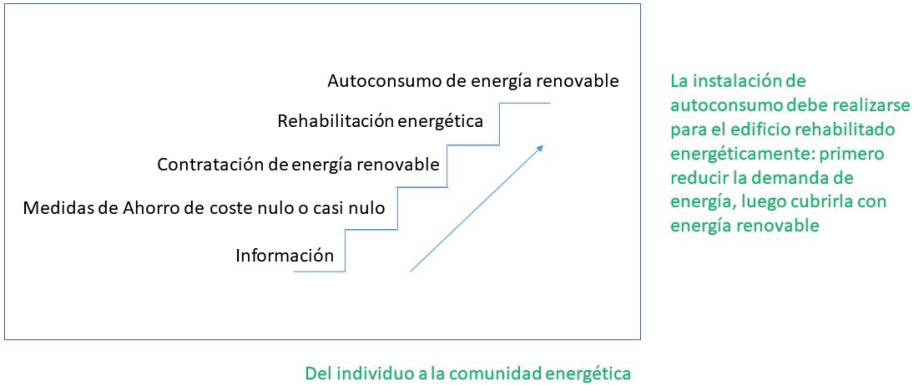 Autoconsumo de energía renovable
Rehabilitación energética
Contratación de energía renovable
Medidas de Ahorro de coste nulo o casi nulo
Información
La instalación de
autoconsumo debe realizarse
para el edificio rehabilitado
energéticamente: primero
reducir la demanda de
energía, luego cubrirla con
energía renovable
Del individuo a la comunidad energética